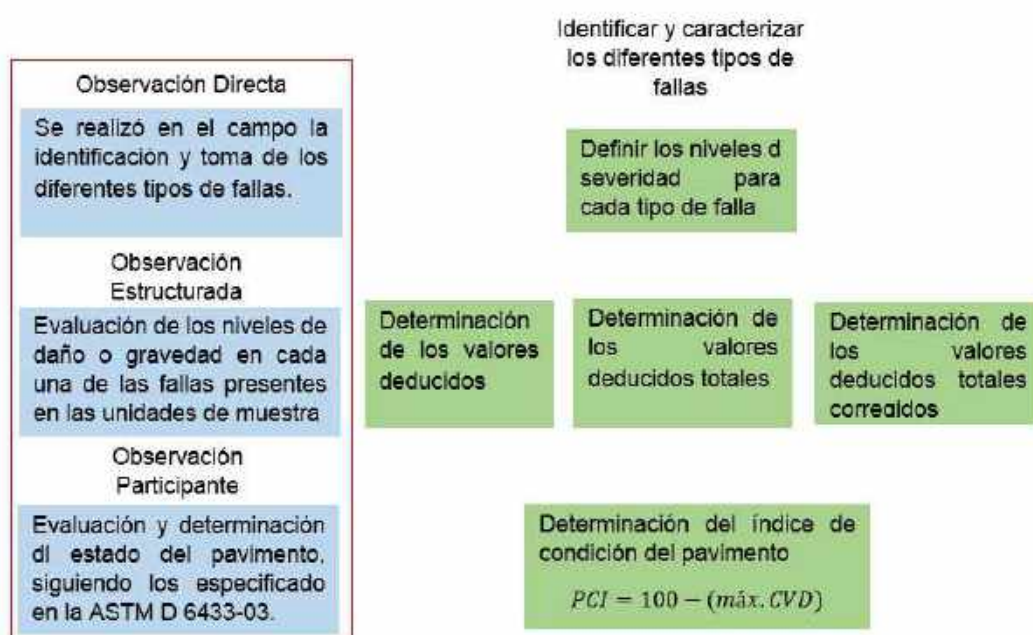 Identificar y caracterizar
los diferentes tipos de
fallas
Observación Directa
Se realizó en el campo la
identificación y toma de los
diferentes tipos de fallas.
Definir los niveles d
severidad para
cada tipo de falla
Observación
Estructurada
Evaluación de los niveles de
daño o gravedad en cada
una de las fallas presentes
en las unidades de muestra
Determinación
de los valores
deducidos
Determinación de
los valores
deducidos totales
Determinación de
los valores
deducidos totales
corregidos
Observación
Participante
Evaluación y determinación
dl estado del pavimento,
siguiendo los especificado
en la ASTM D 6433-03.
Determinación del índice de
condición del pavimento
PCI = 100 − (máx. CVD)